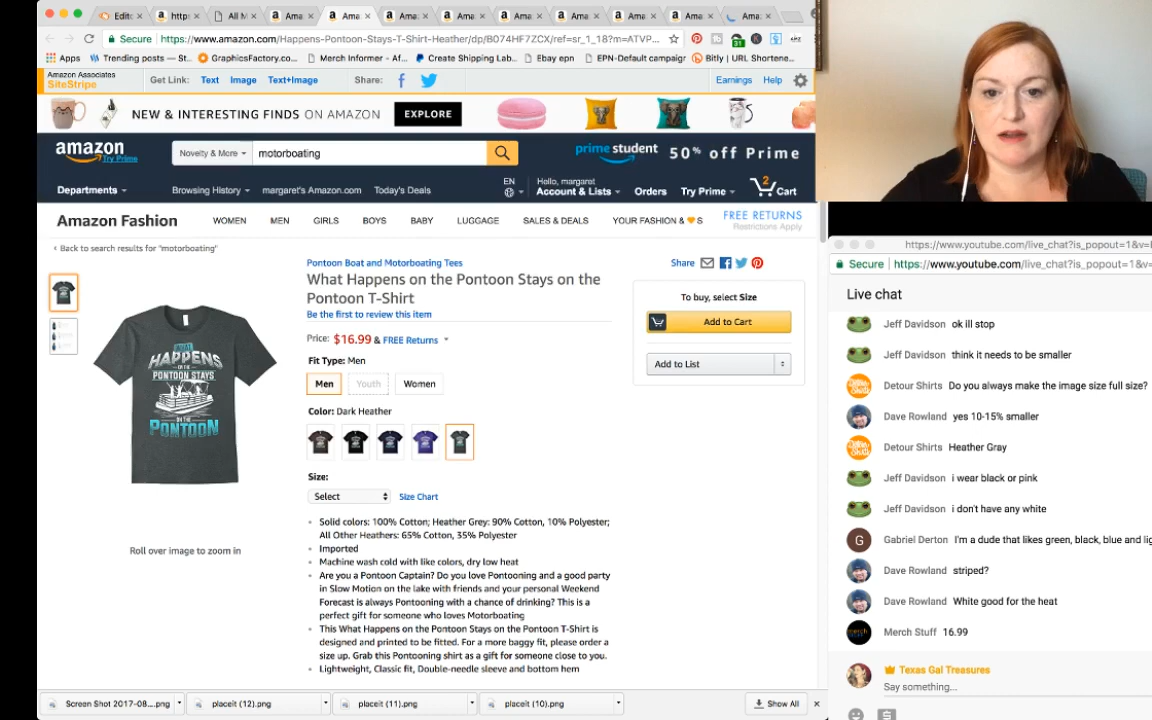 Edit:
http:
All M
Ama
Ama
Ama
Ama
Ama
Ama
Ama
Ama
Ama
Secure
https://www.amazon.com/Happens-Pontoon-Stays-T-Shirt-Heather/dp/B074HF7ZCX/ref=sr_1_18?m=ATVP...
Apps
Trending posts — St...
GraphicsFactory.co...
Merch Informer - Af...
Create Shipping Lab...
Ebay epn
EPN-Default campaig
Bitly | URL Shortene...
Amazon Associates
SiteStripe
Get Link:
Text
Image
Text+Image
Share:
Earnings
Help
NEW & INTERESTING FINDS ON AMAZON
EXPLORE
amazon
Try Prime
Novelty & More
motorboating
prime student
50% off Prime
Departments
Browsing History
margaret's Amazon.com
Today's Deals
EN
Hello, margaret
Account & Lists
Orders
Try Prime
2
Cart
Amazon Fashion
WOMEN
MEN
GIRLS
BOYS
BABY
LUGGAGE
SALES & DEALS
YOUR FASHION & S
FREE RETURNS
Restrictions Apply
‹ Back to search results for "motorboating"
Pontoon Boat and Motorboating Tees
What Happens on the Pontoon Stays on the
Pontoon T-Shirt
Be the first to review this item
Price: $16.99 & FREE Returns
Fit Type: Men
Men
Youth
Women
Color: Dark Heather
Size:
Select
Size Chart
Solid colors: 100% Cotton; Heather Grey: 90% Cotton, 10% Polyester;
All Other Heathers: 65% Cotton, 35% Polyester
Imported
Machine wash cold with like colors, dry low heat
Are you a Pontoon Captain? Do you love Pontooning and a good party
in Slow Motion on the lake with friends and your personal Weekend
Forecast is always Pontooning with a chance of drinking? This is a
perfect gift for someone who loves Motorboating
This What Happens on the Pontoon Stays on the Pontoon T-Shirt is
designed and printed to be fitted. For a more baggy fit, please order a
size up. Grab this Pontooning shirt as a gift for someone close to you.
Lightweight, Classic fit, Double-needle sleeve and bottom hem
WHAT
HAPPENS
ON THE
PONTOON STAYS
ON THE
PONTOON
Roll over image to zoom in
Share
To buy, select Size
Add to Cart
Add to List
Screen Shot 2017-08....png
placeit (12).png
placeit (11).png
placeit (10).png
Show All
https://www.youtube.com/live_chat?is_popout=1&v=
Secure
https://www.youtube.com/live_chat?is_popout=1&v=
Live chat
Jeff Davidson ok ill stop
Jeff Davidson think it needs to be smaller
Detour Shirts Do you always make the image size full size?
Dave Rowland yes 10-15% smaller
Detour Shirts Heather Gray
Jeff Davidson i wear black or pink
Jeff Davidson i don't have any white
G
Gabriel Derton I'm a dude that likes green, black, blue and lig
Dave Rowland striped?
Dave Rowland White good for the heat
Merch Stuff 16.99
Texas Gal Treasures
Say something...